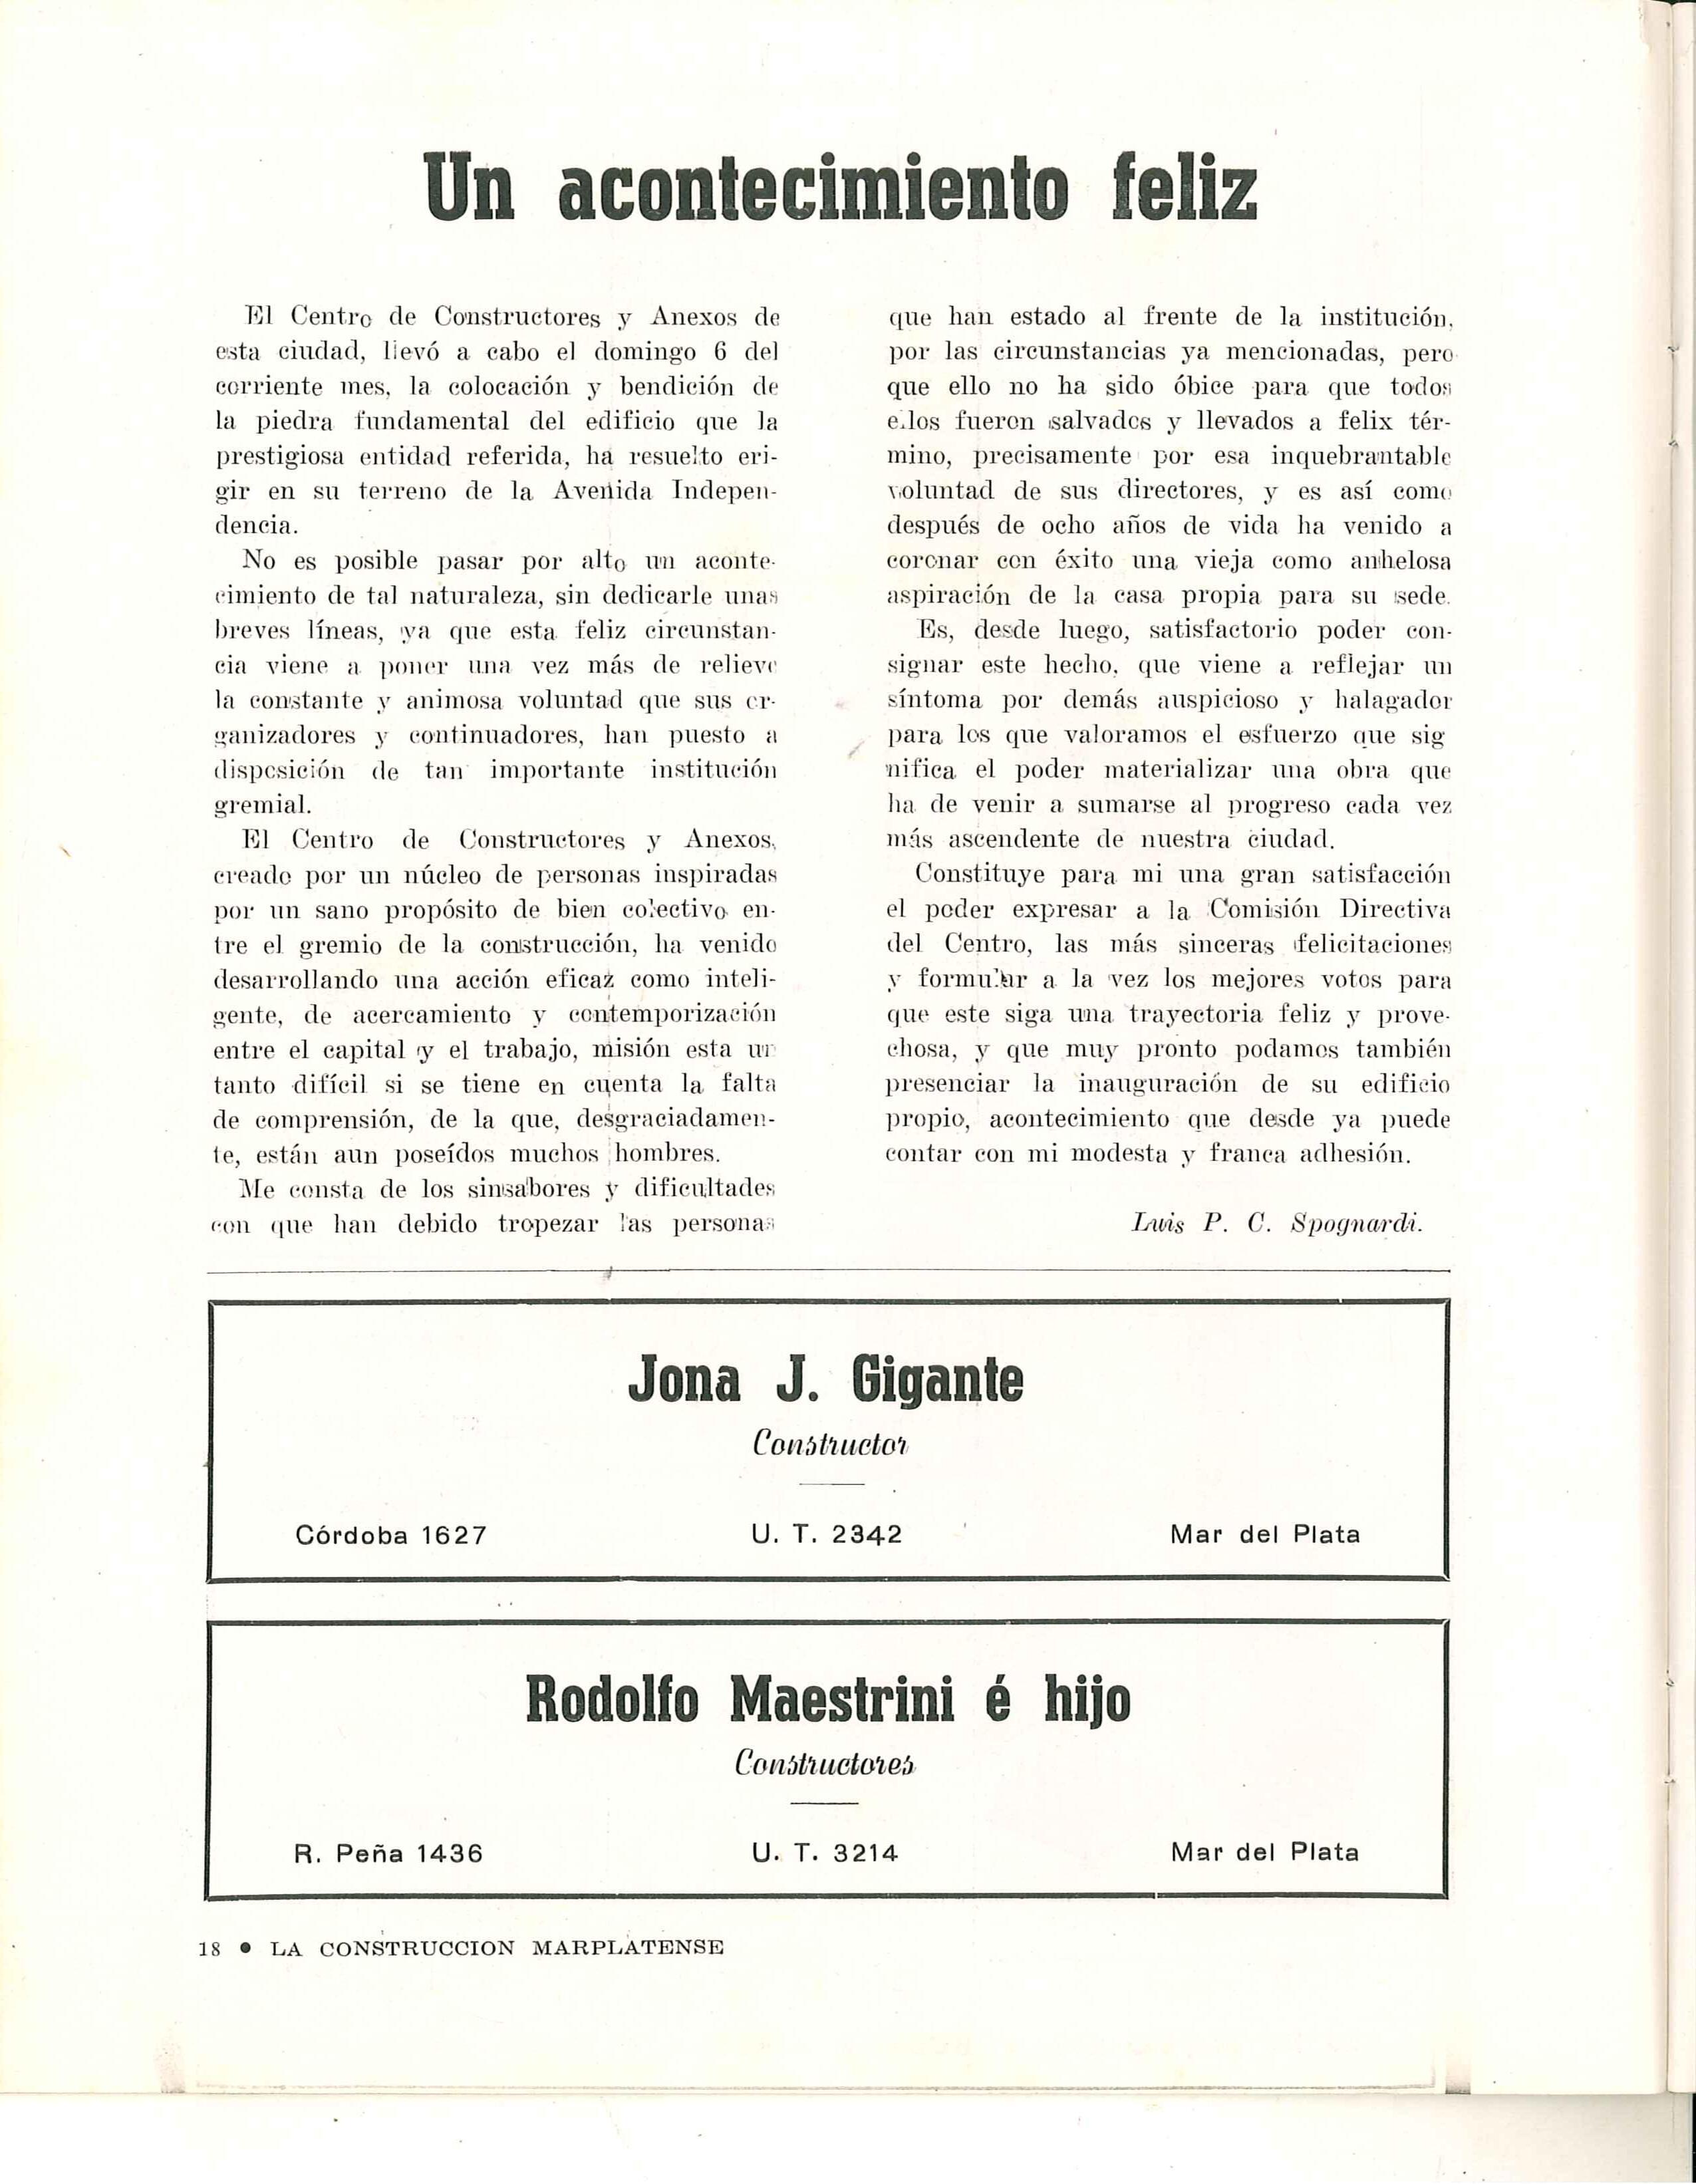 Un acontecimiento feliz
El Centro de Constructores y Anexos de
esta ciudad, llevó a cabo el domingo 6 del
corriente mes, la colocación y bendición de
la piedra fundamental del edificio que la
prestigiosa entidad referida, ha resuelto eri-
gir en su terreno de la Avenida Indepen-
dencia.
No es posible pasar por alto un aconte-
cimiento de tal naturaleza, sin dedicarle unas
breves líneas, ya que esta feliz circunstan-
cia viene a poner una vez más de relieve
la constante y animosa voluntad que sus or-
ganizadores y continuadores, han puesto a
disposición de tan importante institución
gremial.
El Centro de Constructores y Anexos,
creado por un núcleo de personas inspiradas
por un sano propósito de bien colectivo en-
tre el gremio de la construcción, ha venido
desarrollando una acción eficaz como inteli-
gente, de acercamiento y contemporización
entre el capital y el trabajo, misión esta un
tanto difícil si se tiene en cuenta la falta
de comprensión, de la que, desgraciadamen-
te, están aun poseídos muchos hombres.
Me consta de los sinsabores y dificultades
con que han debido tropezar las personas
que han estado al frente de la institución,
por las circunstancias ya mencionadas, pero
que ello no ha sido óbice para que todos
ellos fueron salvados y llevados a felix tér-
mino, precisamente por esa inquebrantable
voluntad de sus directores, y es así como
después de ocho años de vida ha venido a
coronar con éxito una vieja como anhelosa
aspiración de la casa propia para su sede.
Es, desde luego, satisfactorio poder con-
signar este hecho, que viene a reflejar un
síntoma por demás auspicioso y halagador
para los que valoramos el esfuerzo que sig
nifica el poder materializar una obra que
ha de venir a sumarse al progreso cada vez
más ascendente de nuestra ciudad.
Constituye para mi una gran satisfacción
el poder expresar a la Comisión Directiva
del Centro, las más sinceras felicitaciones
y formular a la vez los mejores votos para
que este siga una trayectoria feliz y prove-
chosa, y que muy pronto podamos también
presenciar la inauguración de su edificio
propio, acontecimiento que desde ya puede
contar con mi modesta y franca adhesión.
Luis P. C. Spognardi.
Jona J. Gigante
Constructor
Córdoba 1627 U. T. 2342 Mar del Plata
Rodolfo Maestrini é hijo
Constructores
R. Peña 1436 U. T. 3214 Mar del Plata
18 • LA CONSTRUCCION MARPLATENSE